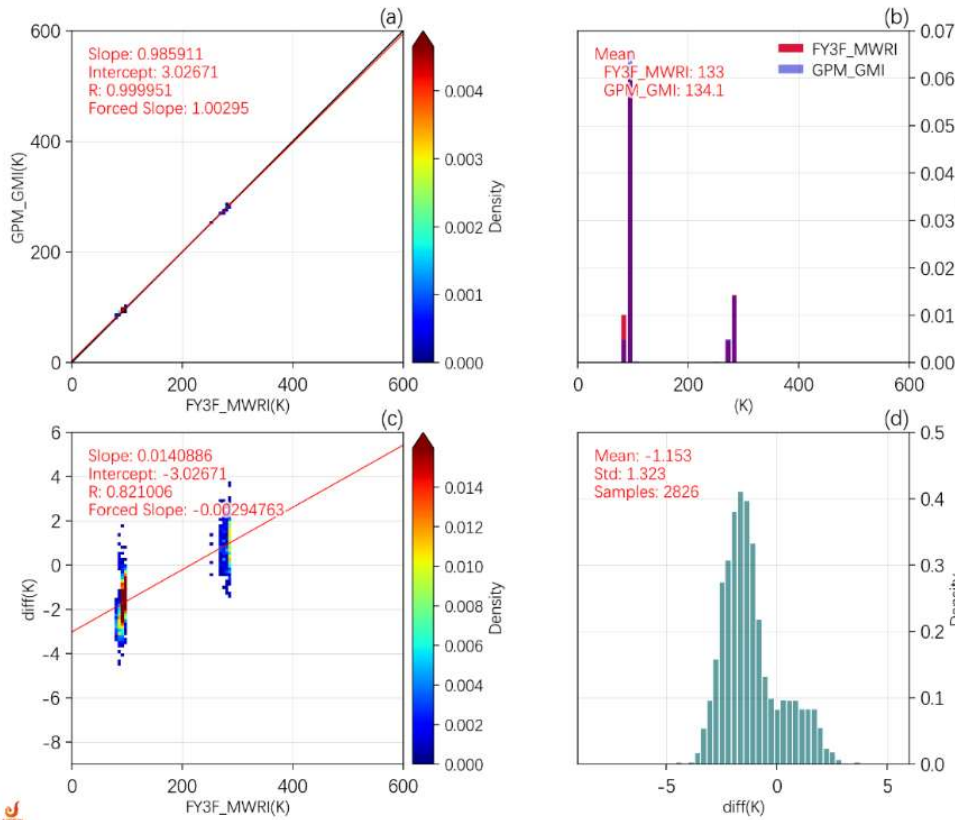 (a)
600
400
200
0
GPM_GMI(K)
Slope: 0.985911
Intercept: 3.02671
R: 0.999951
Forced Slope: 1.00295
0 200 400 600
FY3F_MWRI(K)
0.004
0.003
0.002
0.001
0.000
Density
(b)
Mean
FY3F_MWRI: 133
GPM_GMI: 134.1
FY3F_MWRI
GPM_GMI
0.07
0.06
0.05
0.04
0.03
0.02
0.01
0.00
0 200 400 600
(K)
(c)
6
4
2
0
-2
-4
-6
-8
diff(K)
Slope: 0.0140886
Intercept: -3.02671
R: 0.821006
Forced Slope: -0.00294763
0 200 400 600
FY3F_MWRI(K)
0.014
0.012
0.010
0.008
0.006
0.004
0.002
0.000
Density
(d)
Mean: -1.153
Std: 1.323
Samples: 2826
0.5
0.4
0.3
0.2
0.1
0.0
Density
-5 0 5
diff(K)